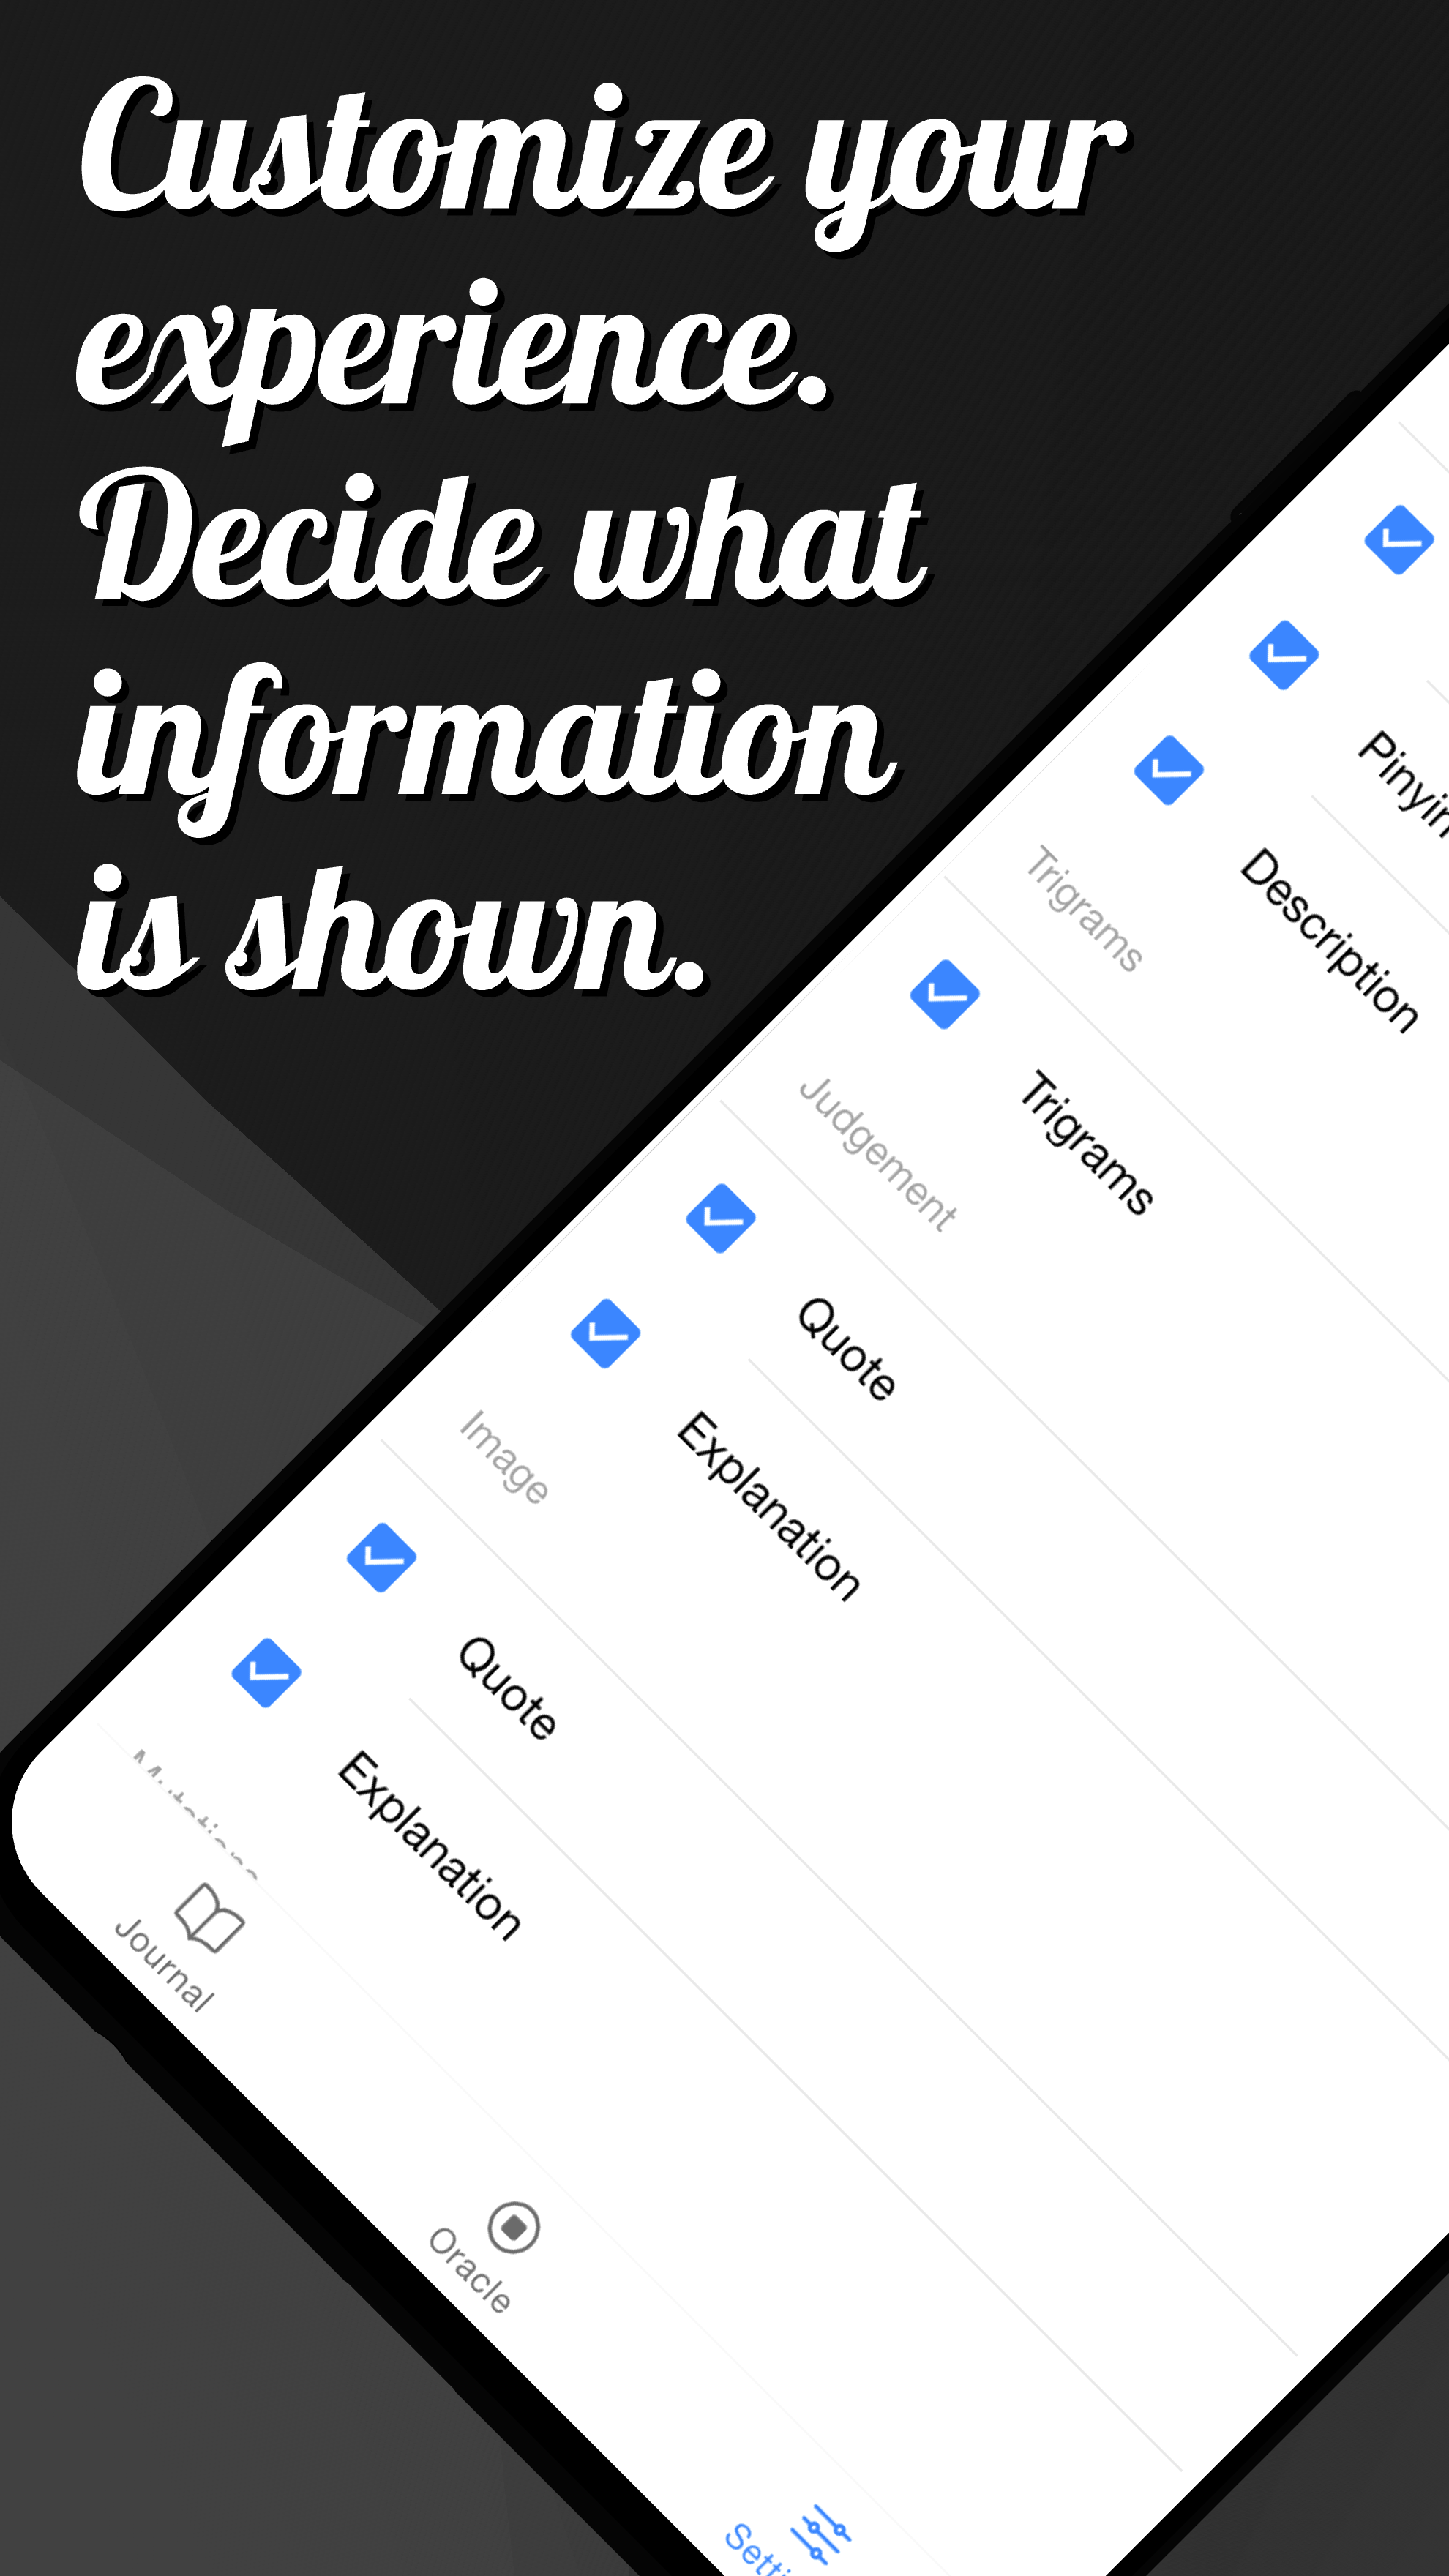 Customize your
experience.
Decide what
information
is shown.
Description
Trigrams
Trigrams
Judgement
Quote
Explanation
Image
Quote
Explanation
Journal
Oracle